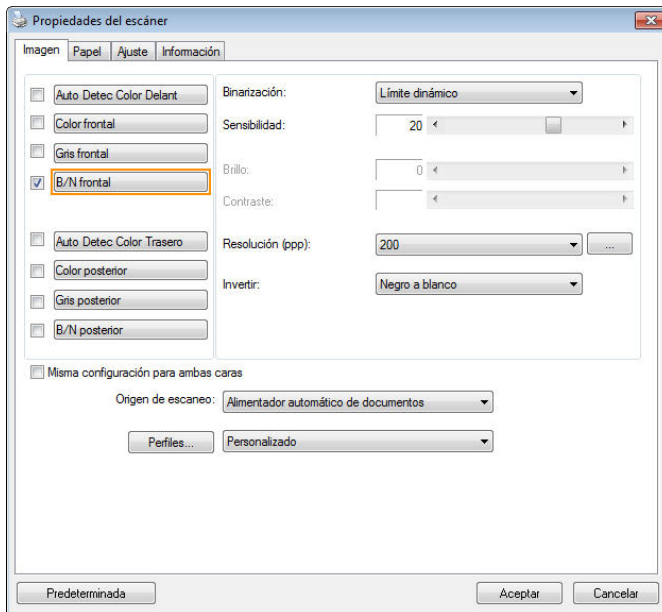 Propiedades del escáner
Imagen Papel Ajuste Información
Auto Detec Color Delant
Color frontal
Gris frontal
B/N frontal
Auto Detec Color Trasero
Color posterior
Gris posterior
B/N posterior
Binarización: Límite dinámico
Sensibilidad: 20
Brillo: 0
Contraste:
Resolución (ppp): 200 ...
Invertir: Negro a blanco
Misma configuración para ambas caras
Origen de escaneo: Alimentador automático de documentos
Perfiles... Personalizado
Predeterminada Aceptar Cancelar